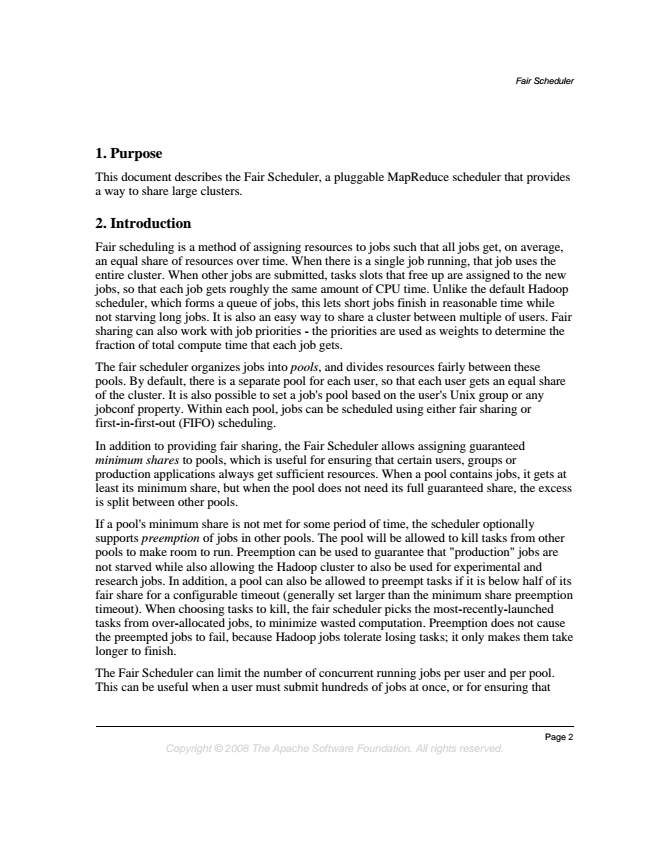 Fair Scheduler
1. Purpose
This document describes the Fair Scheduler, a pluggable MapReduce scheduler that provides
a way to share large clusters.
2. Introduction
Fair scheduling is a method of assigning resources to jobs such that all jobs get, on average,
an equal share of resources over time. When there is a single job running, that job uses the
entire cluster. When other jobs are submitted, tasks slots that free up are assigned to the new
jobs, so that each job gets roughly the same amount of CPU time. Unlike the default Hadoop
scheduler, which forms a queue of jobs, this lets short jobs finish in reasonable time while
not starving long jobs. It is also an easy way to share a cluster between multiple of users. Fair
sharing can also work with job priorities - the priorities are used as weights to determine the
fraction of total compute time that each job gets.
The fair scheduler organizes jobs into pools, and divides resources fairly between these
pools. By default, there is a separate pool for each user, so that each user gets an equal share
of the cluster. It is also possible to set a job's pool based on the user's Unix group or any
jobconf property. Within each pool, jobs can be scheduled using either fair sharing or
first-in-first-out (FIFO) scheduling.
In addition to providing fair sharing, the Fair Scheduler allows assigning guaranteed
minimum shares to pools, which is useful for ensuring that certain users, groups or
production applications always get sufficient resources. When a pool contains jobs, it gets at
least its minimum share, but when the pool does not need its full guaranteed share, the excess
is split between other pools.
If a pool's minimum share is not met for some period of time, the scheduler optionally
supports preemption of jobs in other pools. The pool will be allowed to kill tasks from other
pools to make room to run. Preemption can be used to guarantee that "production" jobs are
not starved while also allowing the Hadoop cluster to also be used for experimental and
research jobs. In addition, a pool can also be allowed to preempt tasks if it is below half of its
fair share for a configurable timeout (generally set larger than the minimum share preemption
timeout). When choosing tasks to kill, the fair scheduler picks the most-recently-launched
tasks from over-allocated jobs, to minimize wasted computation. Preemption does not cause
the preempted jobs to fail, because Hadoop jobs tolerate losing tasks; it only makes them take
longer to finish.
The Fair Scheduler can limit the number of concurrent running jobs per user and per pool.
This can be useful when a user must submit hundreds of jobs at once, or for ensuring that
Page 2
Copyright © 2008 The Apache Software Foundation. All rights reserved.